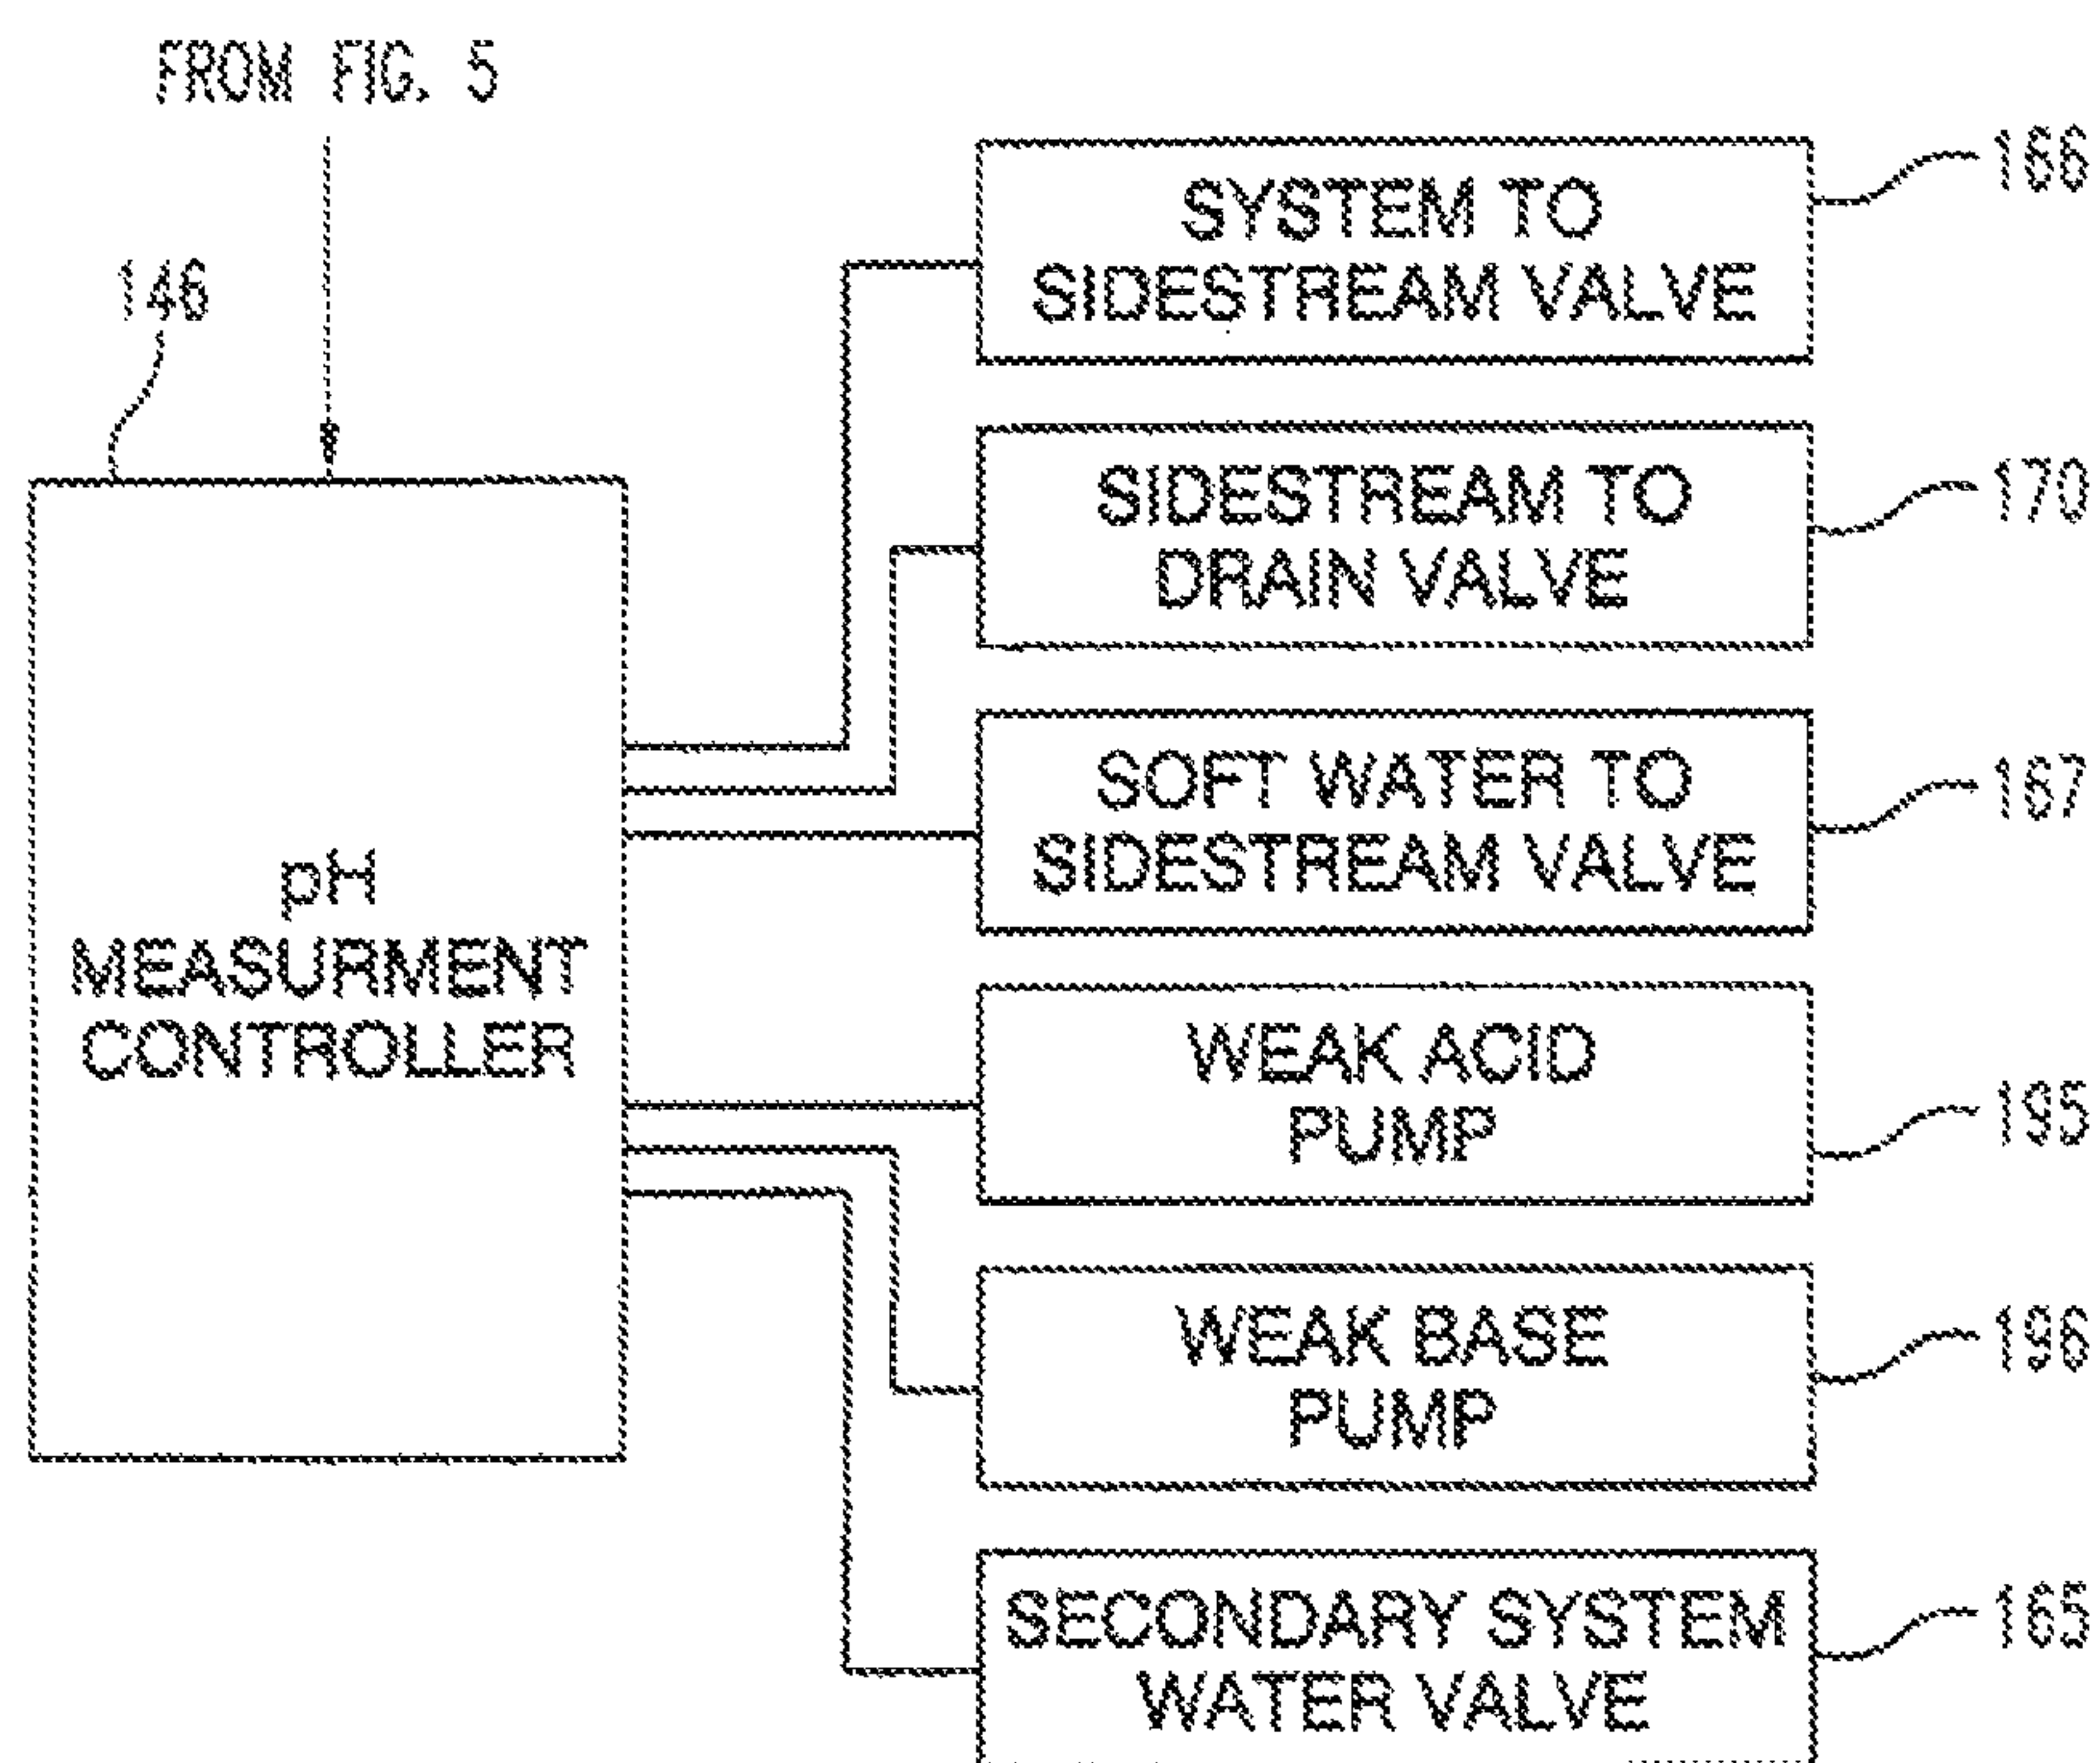 FROM FIG. 5
146
pH
MEASURMENT
CONTROLLER
SYSTEM TO
SIDESTREAM VALVE
166
SIDESTREAM TO
DRAIN VALVE
170
SOFT WATER TO
SIDESTREAM VALVE
167
WEAK ACID
PUMP
195
WEAK BASE
PUMP
196
SECONDARY SYSTEM
WATER VALVE
165